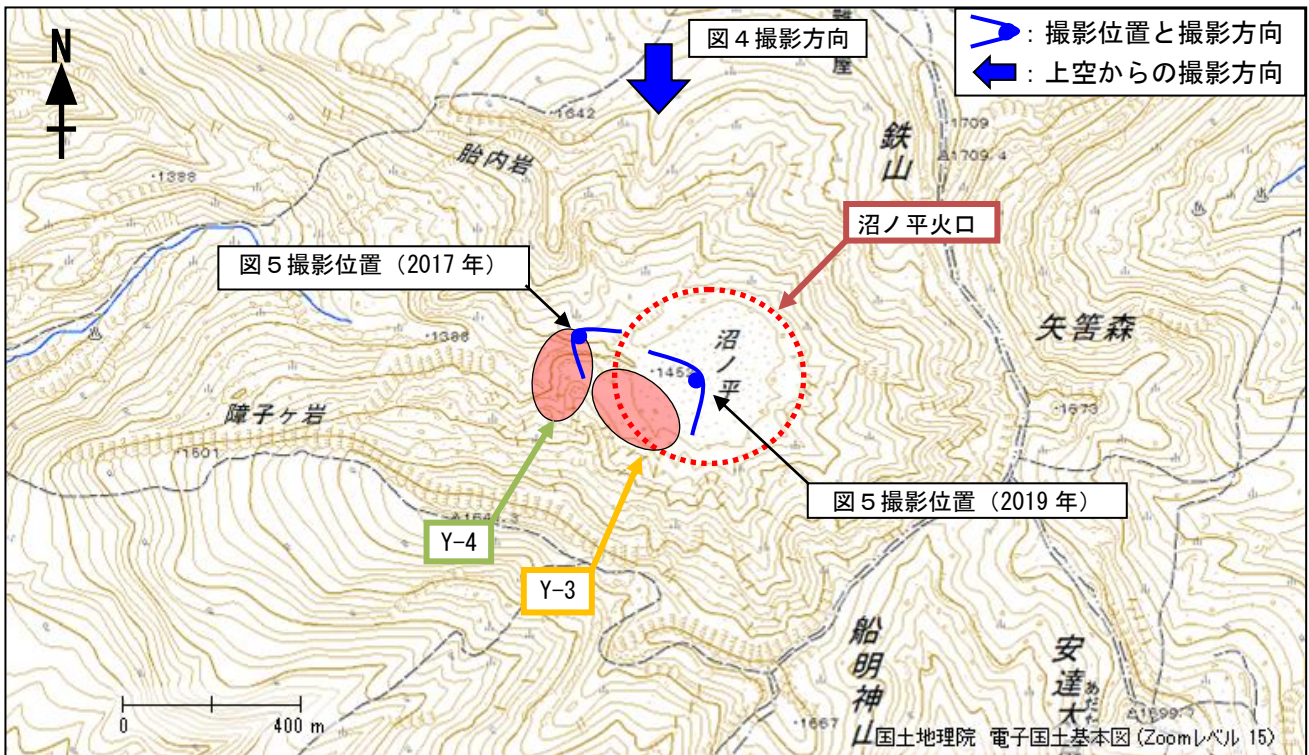 N
図4撮影方向
：撮影位置と撮影方向
：上空からの撮影方向
1642
胎内岩
・1388
鉄山
1709
1709.4
沼ノ平火口
図5撮影位置（2017年）
・1386
矢筈森
沼ノ平
・1673
障子ヶ岩
・1501
図5撮影位置（2019年）
Y-4
Y-3
船明神山
・1667
安達太
あだた
0
400 m
国土地理院 電子国土基本図(Zoomレベル 15)